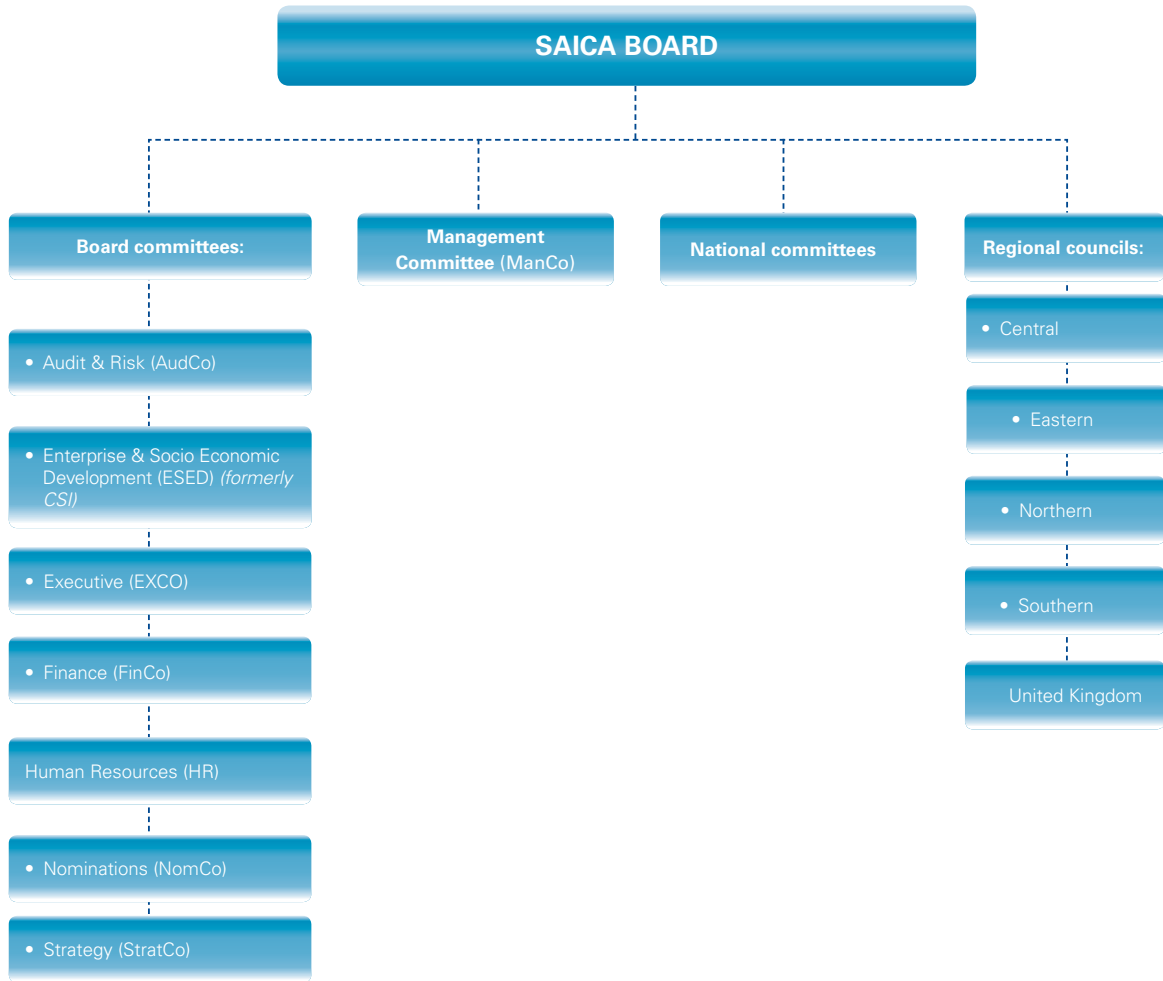 SAICA BOARD
Board committees:
Management
Committee (ManCo)
National committees
Regional councils:
• Audit & Risk (AudCo)
• Enterprise & Socio Economic
Development (ESED) (formerly
CSI)
• Executive (EXCO)
• Finance (FinCo)
Human Resources (HR)
• Nominations (NomCo)
• Strategy (StratCo)
• Central
• Eastern
• Northern
• Southern
United Kingdom